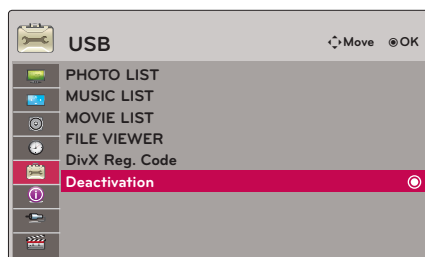 USB
Move OK
PHOTO LIST
MUSIC LIST
MOVIE LIST
FILE VIEWER
DivX Reg. Code
Deactivation